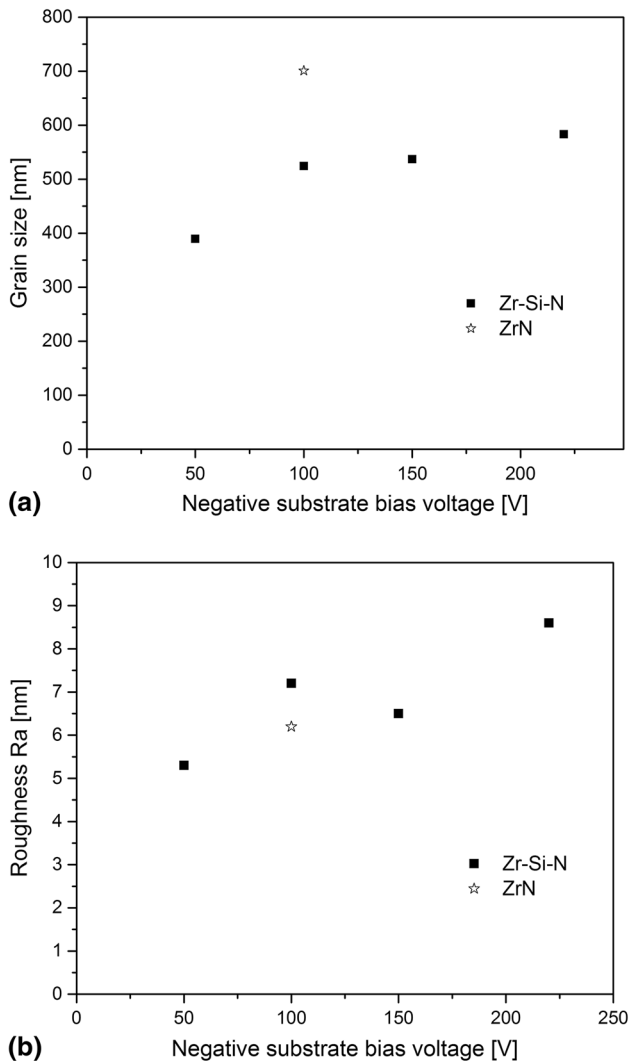 800
700
600
500
400
300
200
100
0
Grain size [nm]
Zr-Si-N
ZrN
0 50 100 150 200
(a) Negative substrate bias voltage [V]
10
9
8
7
6
5
4
3
2
1
0
Roughness Ra [nm]
Zr-Si-N
ZrN
0 50 100 150 200 250
(b) Negative substrate bias voltage [V]